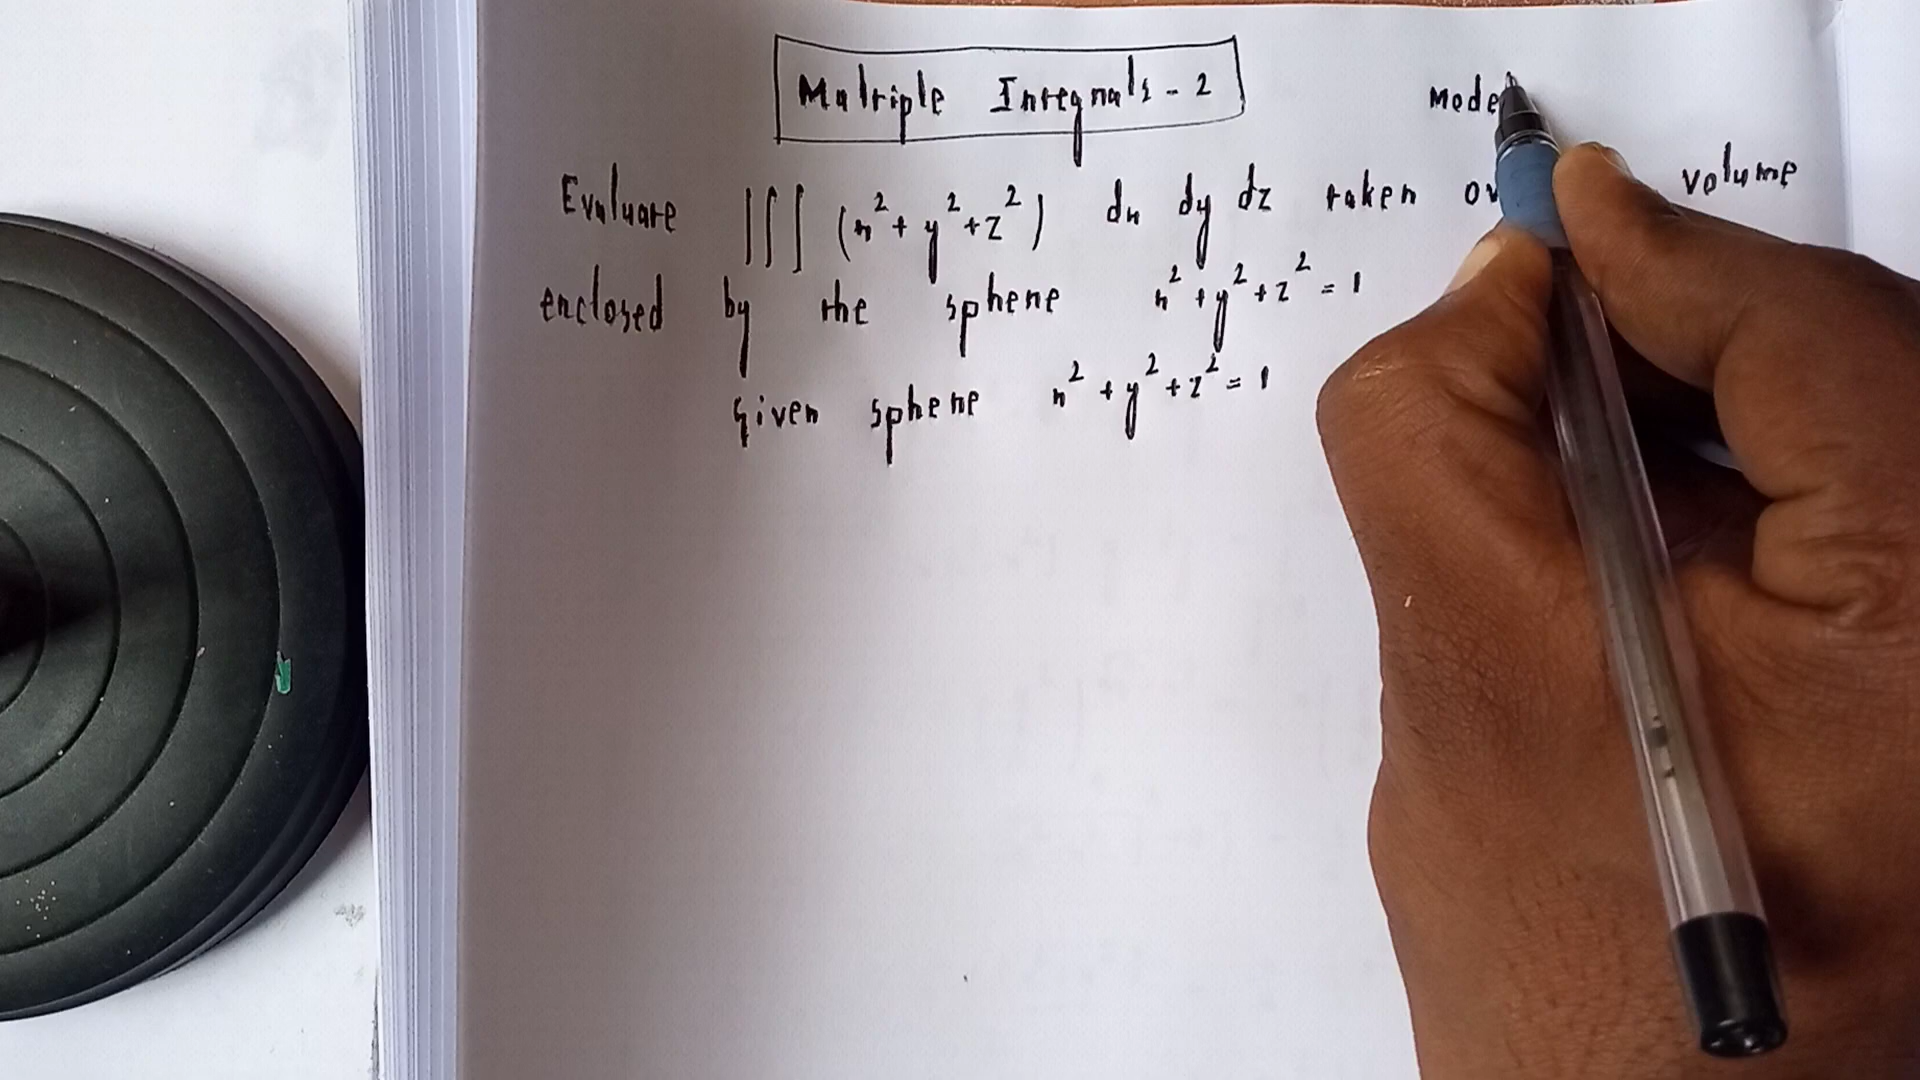 Multiple Integrals - 2
Mode
Evaluate ∫∫∫ (x²+y²+z²) dx dy dz taken ov volume
enclosed by the sphere x²+y²+z² = 1
Given sphere x²+y²+z² = 1